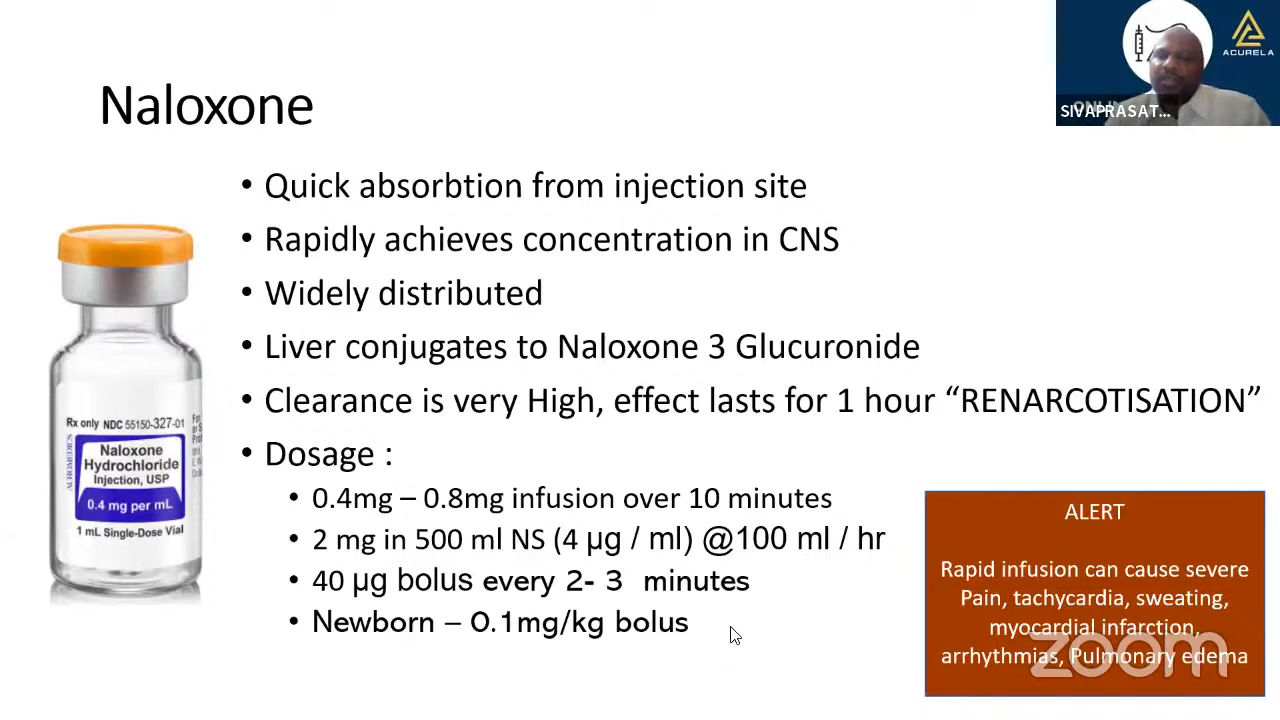 ACURELA
SIVAPRASAT...
Naloxone
• Quick absorbtion from injection site
• Rapidly achieves concentration in CNS
• Widely distributed
• Liver conjugates to Naloxone 3 Glucuronide
• Clearance is very High, effect lasts for 1 hour “RENARCOTISATION”
• Dosage :
• 0.4mg – 0.8mg infusion over 10 minutes
• 2 mg in 500 ml NS (4 µg / ml) @100 ml / hr
• 40 µg bolus every 2- 3 minutes
• Newborn – 0.1mg/kg bolus
Rx only NDC 55150-327-01
Naloxone
Hydrochloride
Injection, USP
0.4 mg per mL
1 mL Single-Dose Vial
ALERT
Rapid infusion can cause severe
Pain, tachycardia, sweating,
myocardial infarction,
arrhythmias, Pulmonary edema
zoom